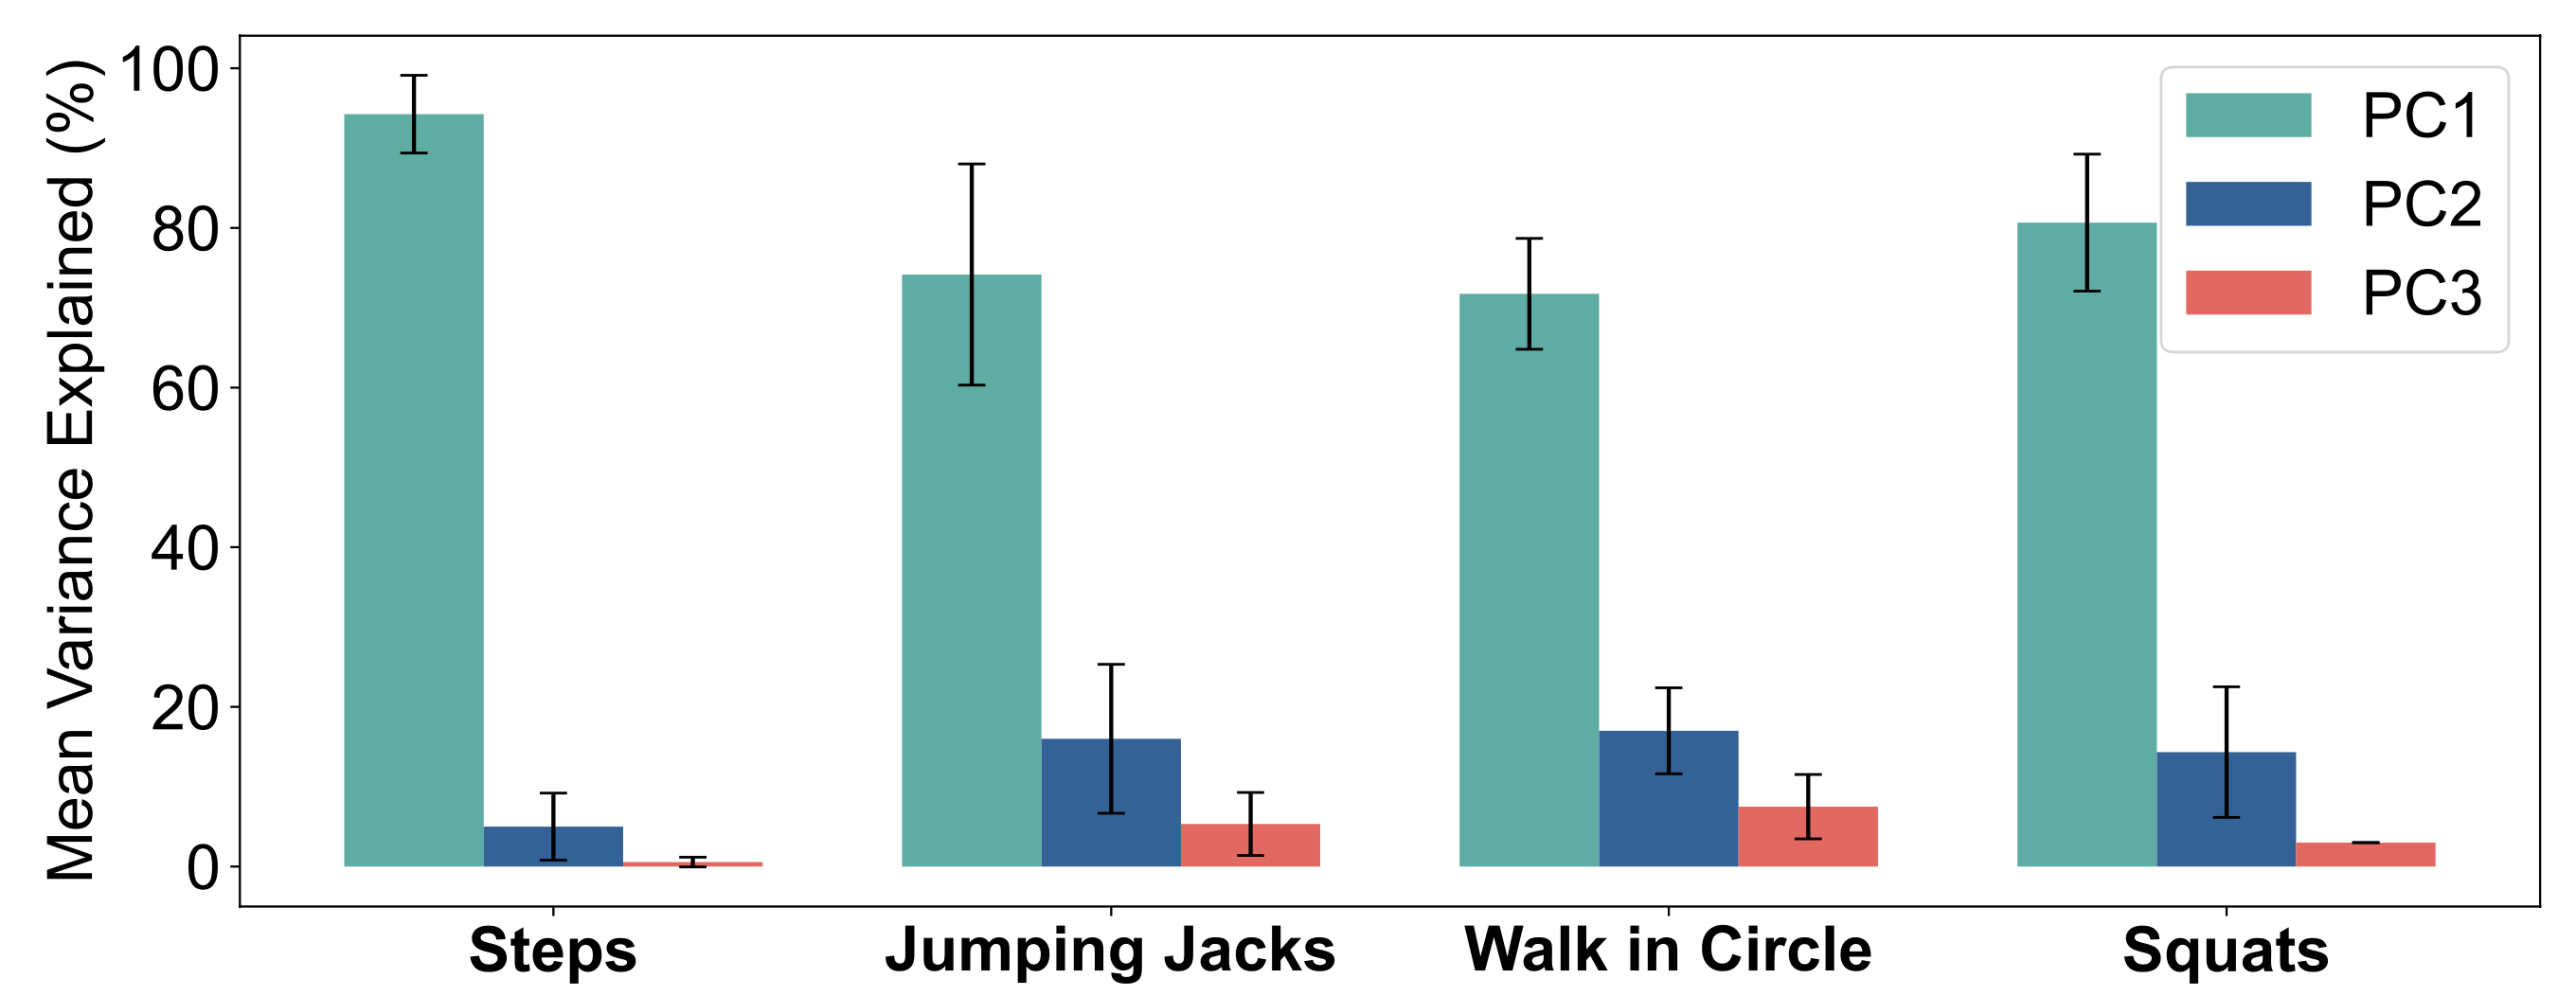 Mean Variance Explained (%)
100
80
60
40
20
0
PC1
PC2
PC3
Steps
Jumping Jacks
Walk in Circle
Squats